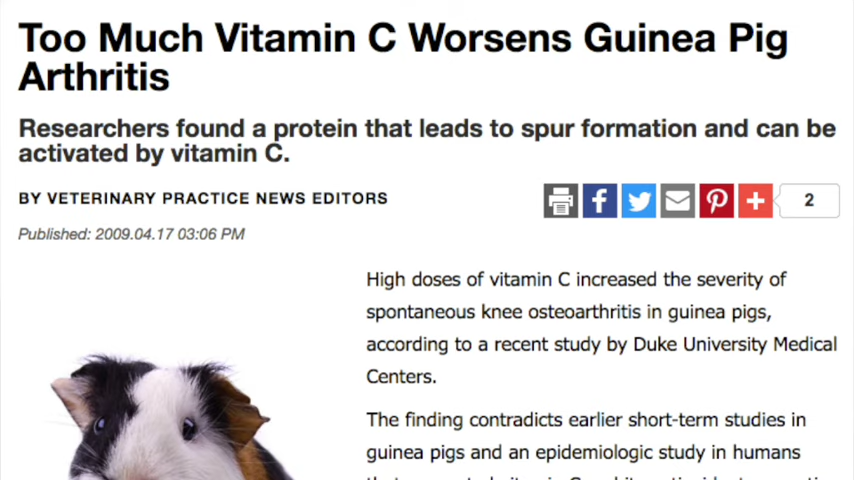 Too Much Vitamin C Worsens Guinea Pig
Arthritis
Researchers found a protein that leads to spur formation and can be
activated by vitamin C.
BY VETERINARY PRACTICE NEWS EDITORS
2
Published: 2009.04.17 03:06 PM
High doses of vitamin C increased the severity of
spontaneous knee osteoarthritis in guinea pigs,
according to a recent study by Duke University Medical
Centers.
The finding contradicts earlier short-term studies in
guinea pigs and an epidemiologic study in humans